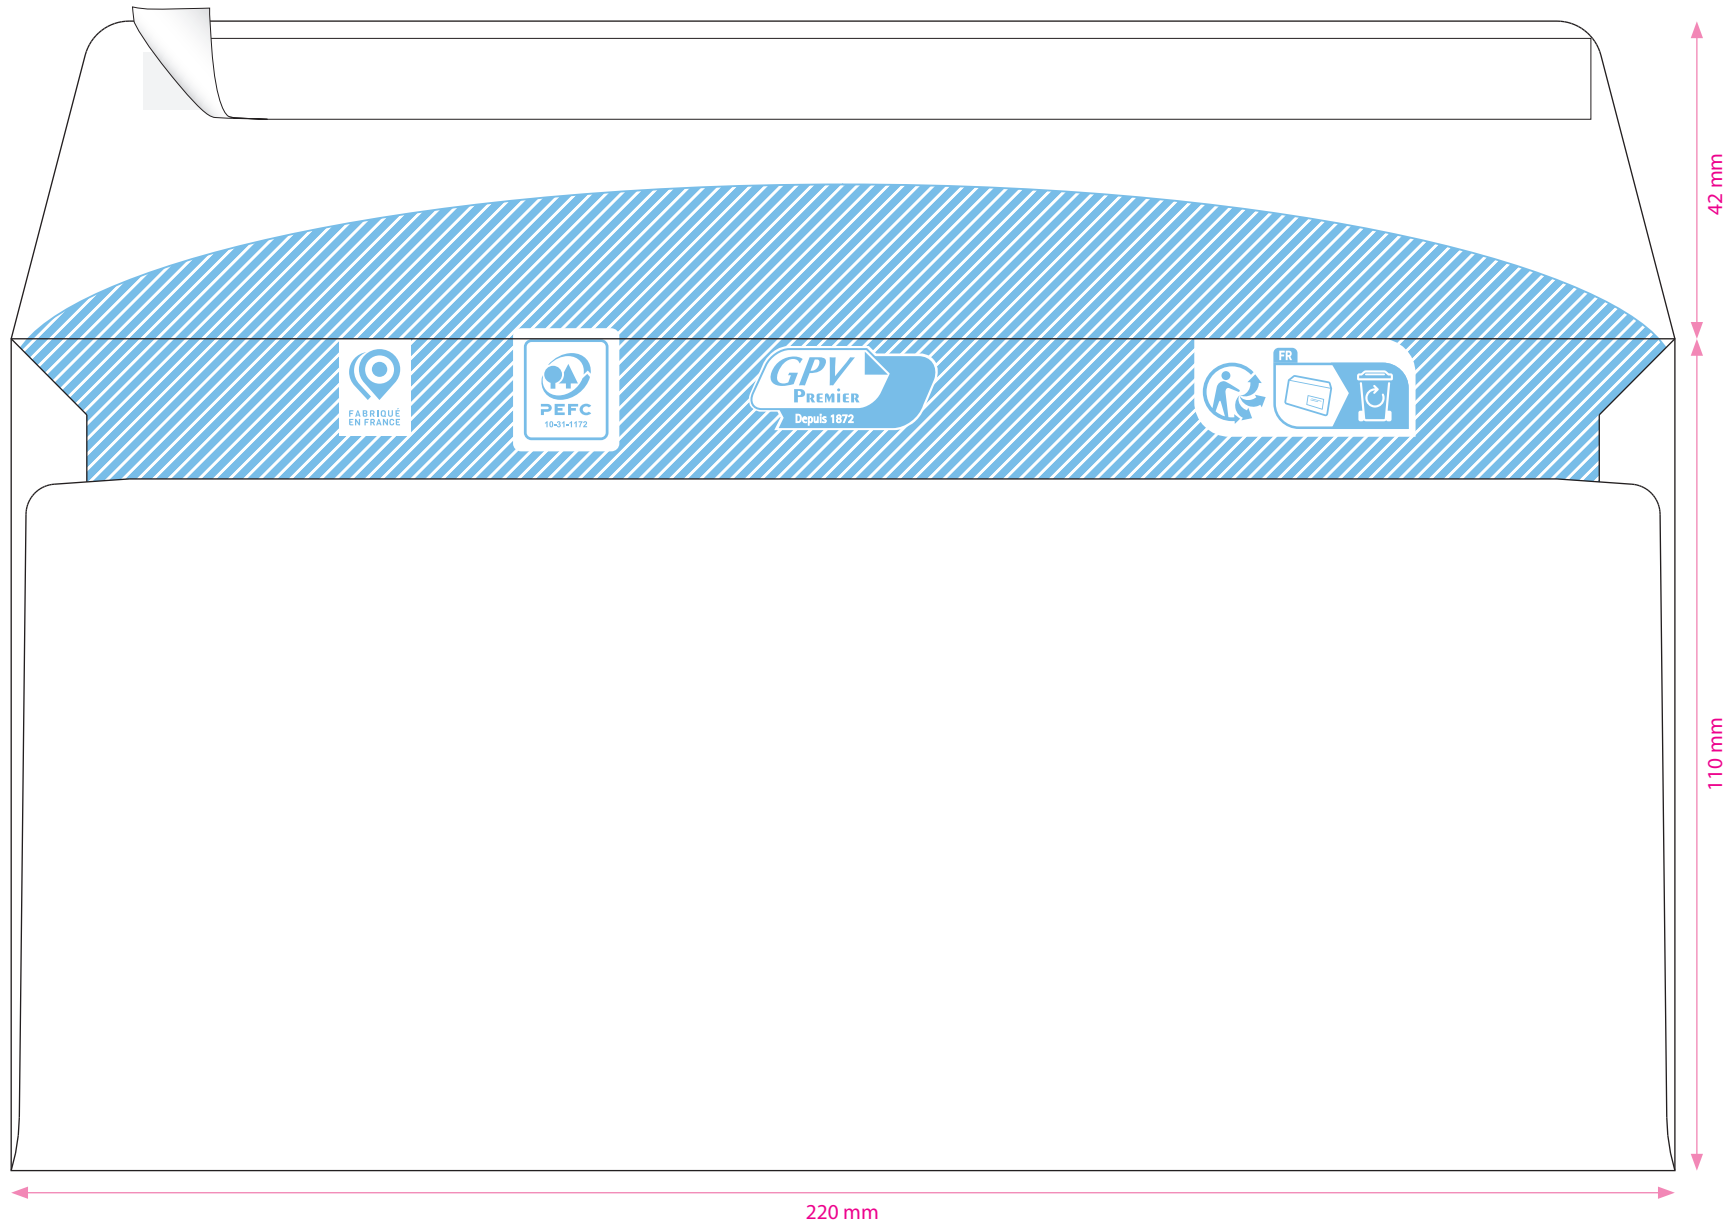 42 mm
FABRIQUÉ
EN FRANCE
PEFC
10-31-1172
GPV
PREMIER
Depuis 1872
FR
110 mm
220 mm